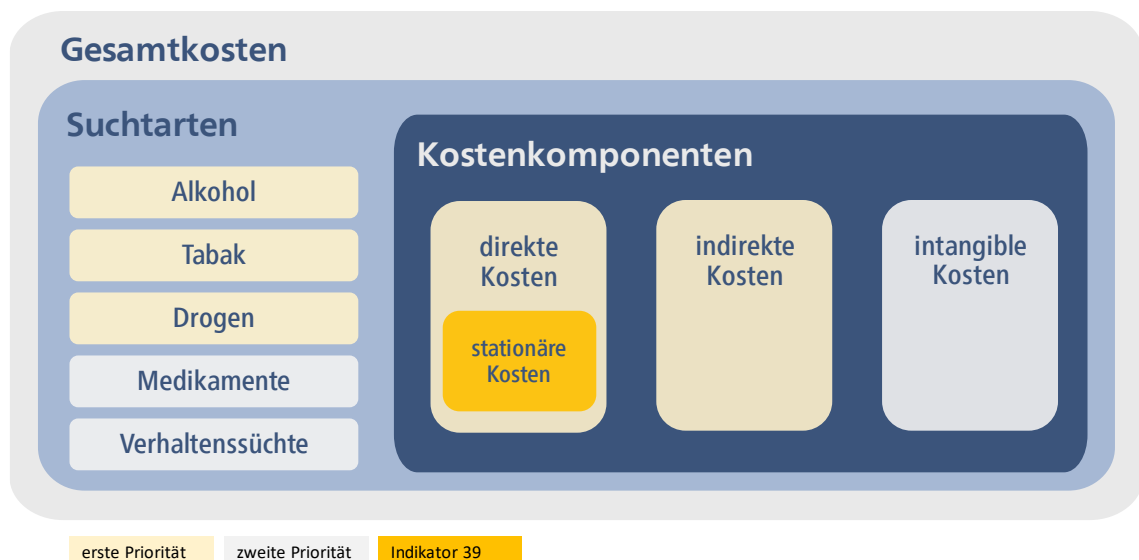 Gesamtkosten
Suchtarten
Alkohol
Tabak
Drogen
Medikamente
Verhaltenssüchte
Kostenkomponenten
direkte
Kosten
stationäre
Kosten
indirekte
Kosten
intangible
Kosten
erste Priorität
zweite Priorität
Indikator 39